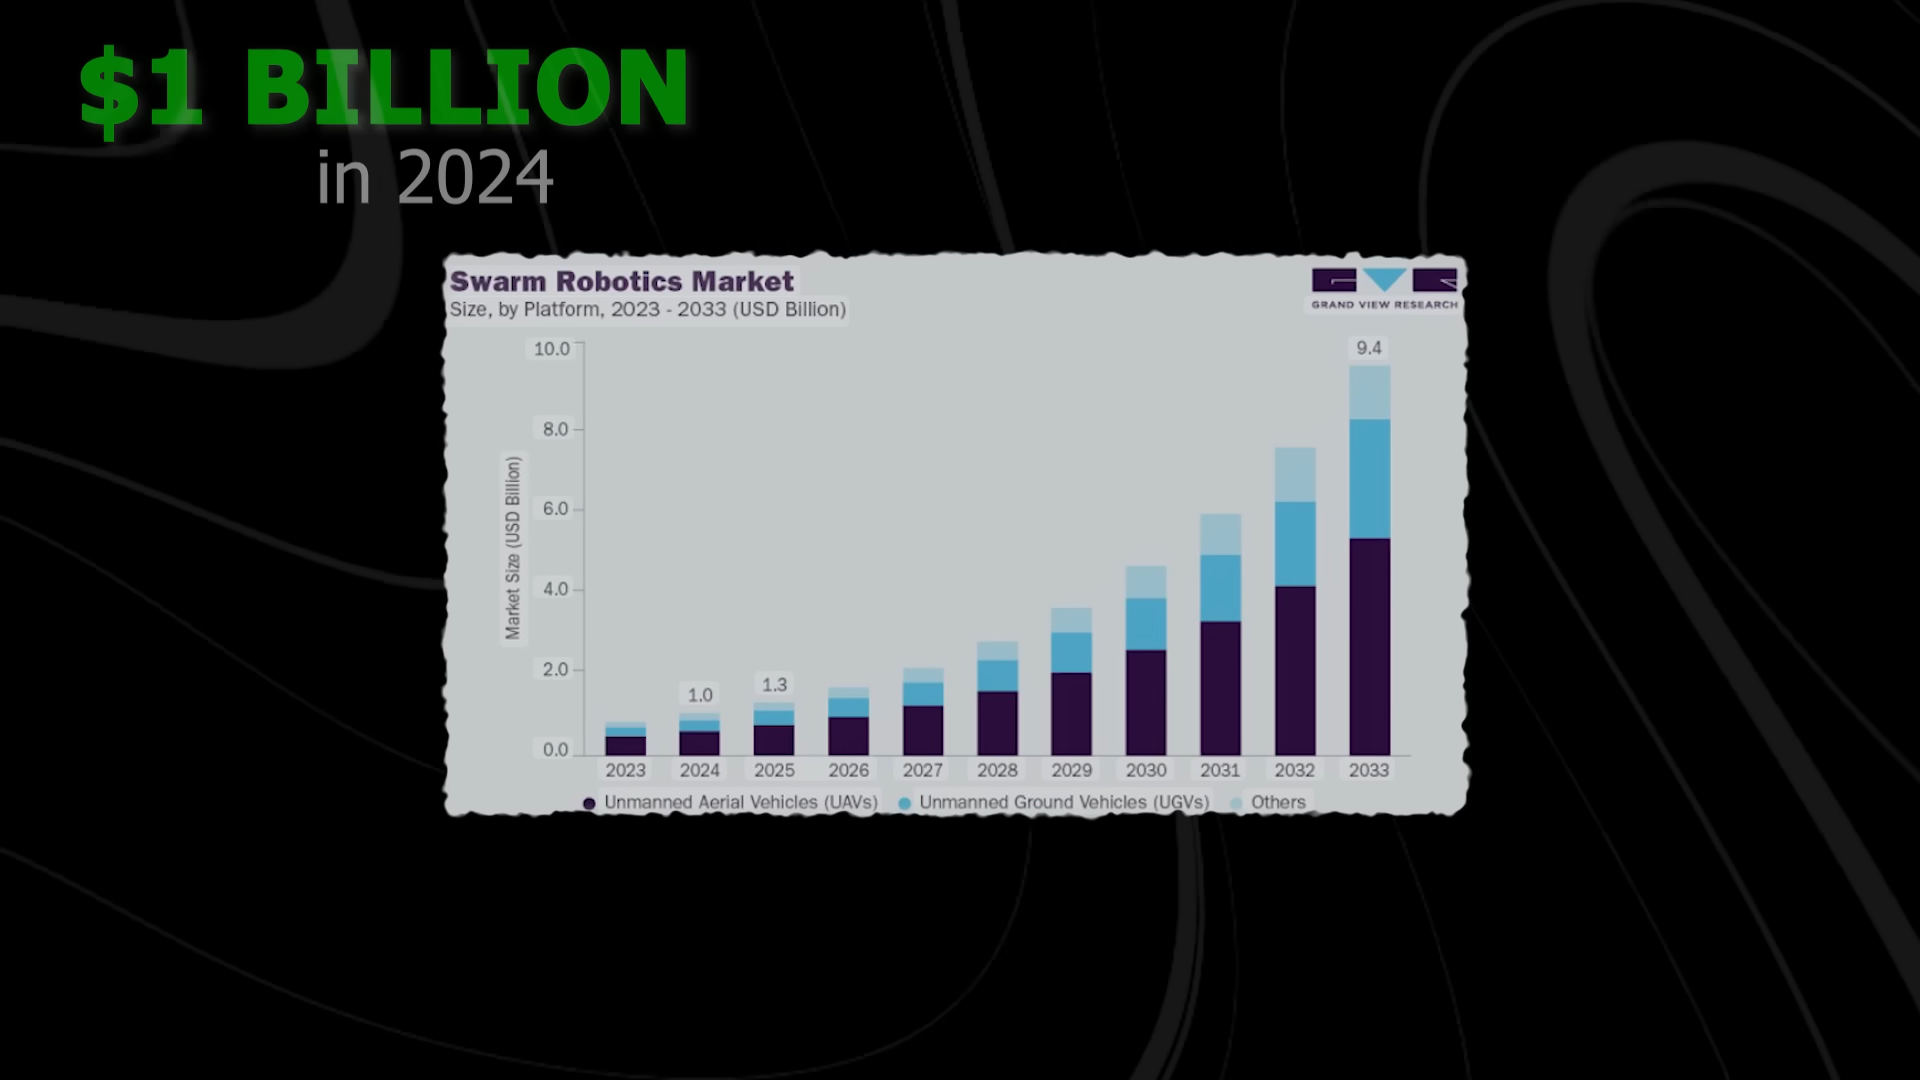 $1 BILLION
in 2024
Swarm Robotics Market
Size, by Platform, 2023 - 2033 (USD Billion)
GRAND VIEW RESEARCH
Market Size (USD Billion)
10.0
8.0
6.0
4.0
2.0
0.0
1.0
1.3
9.4
2023 2024 2025 2026 2027 2028 2029 2030 2031 2032 2033
Unmanned Aerial Vehicles (UAVs) Unmanned Ground Vehicles (UGVs) Others